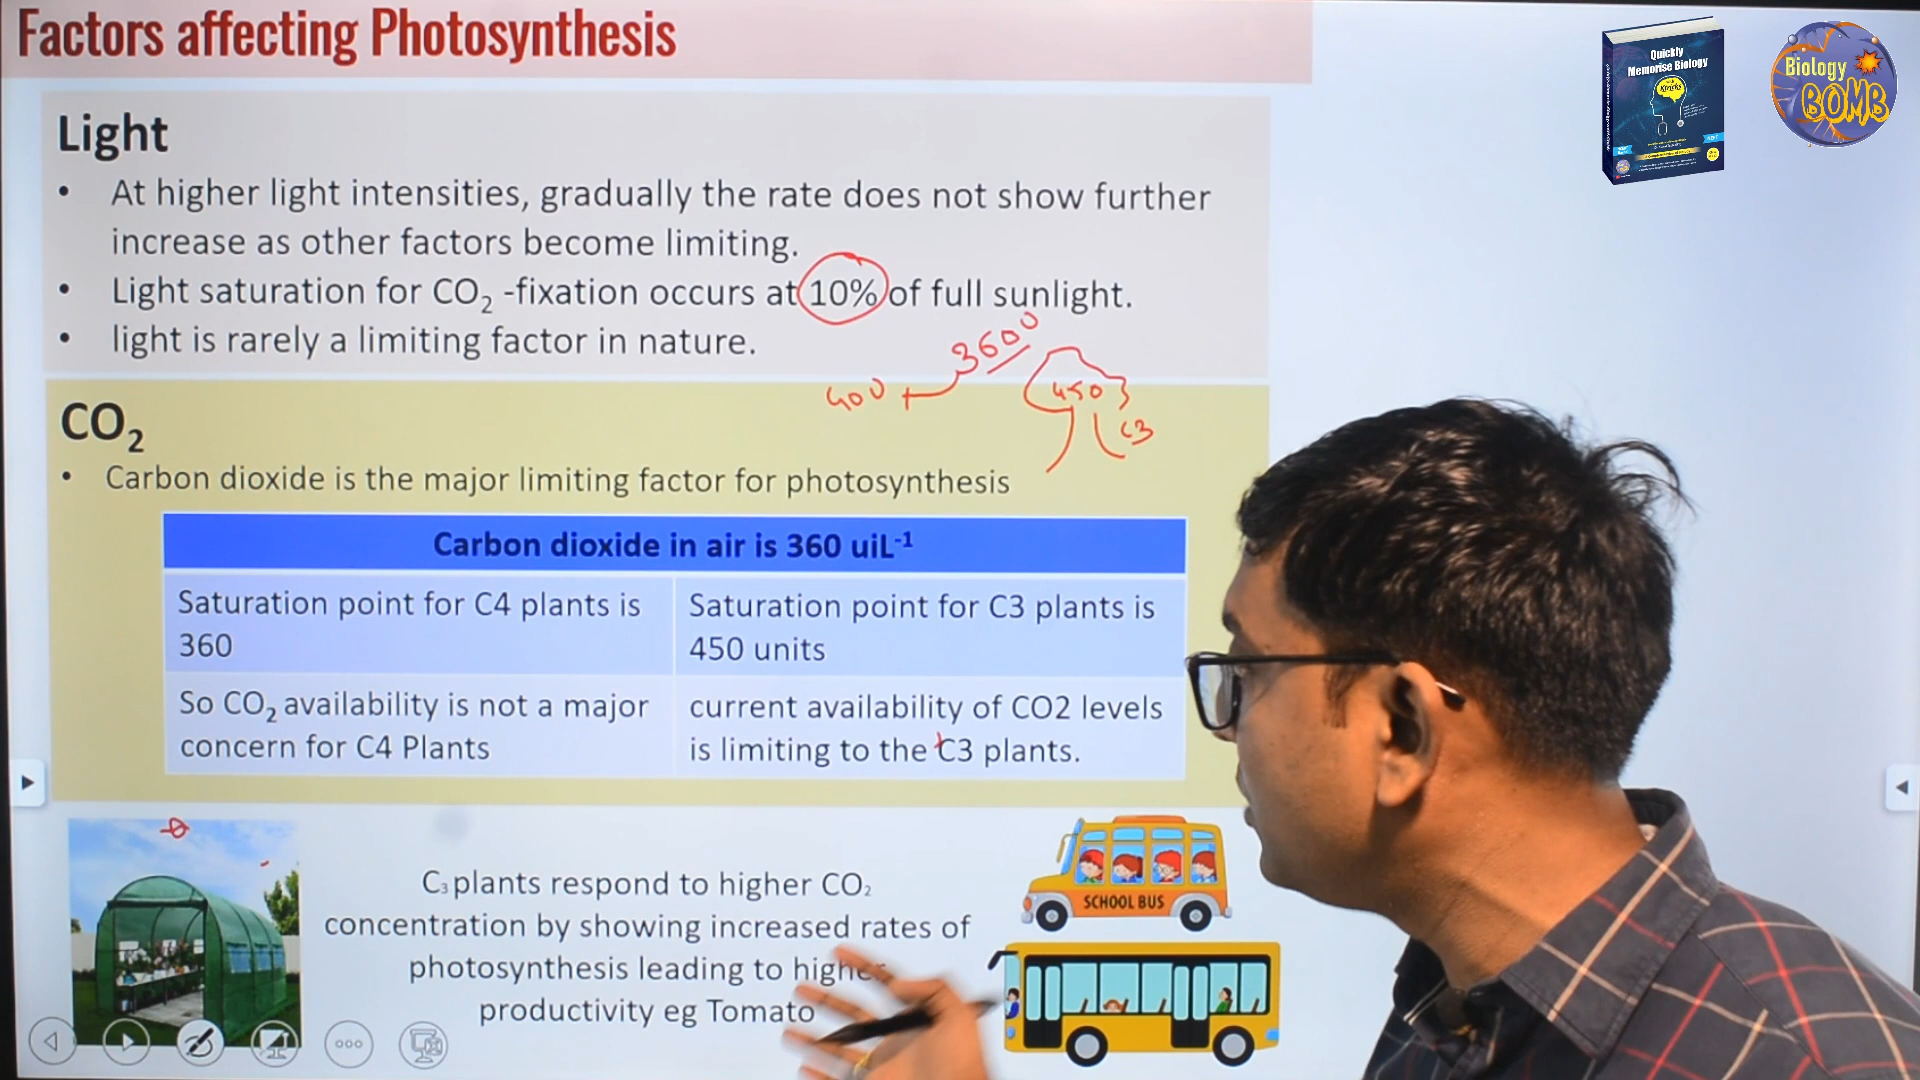 Factors affecting Photosynthesis
Quickly
Memorise Biology
Biology
BOMB
Light
• At higher light intensities, gradually the rate does not show further
increase as other factors become limiting.
• Light saturation for CO₂ -fixation occurs at 10% of full sunlight.
• light is rarely a limiting factor in nature.
360
400
450
C3
CO₂
• Carbon dioxide is the major limiting factor for photosynthesis
Carbon dioxide in air is 360 uiL⁻¹
Saturation point for C4 plants is
360
Saturation point for C3 plants is
450 units
So CO₂ availability is not a major
concern for C4 Plants
current availability of CO2 levels
is limiting to the C3 plants.
C₃ plants respond to higher CO₂
concentration by showing increased rates of
photosynthesis leading to higher
productivity eg Tomato
SCHOOL BUS